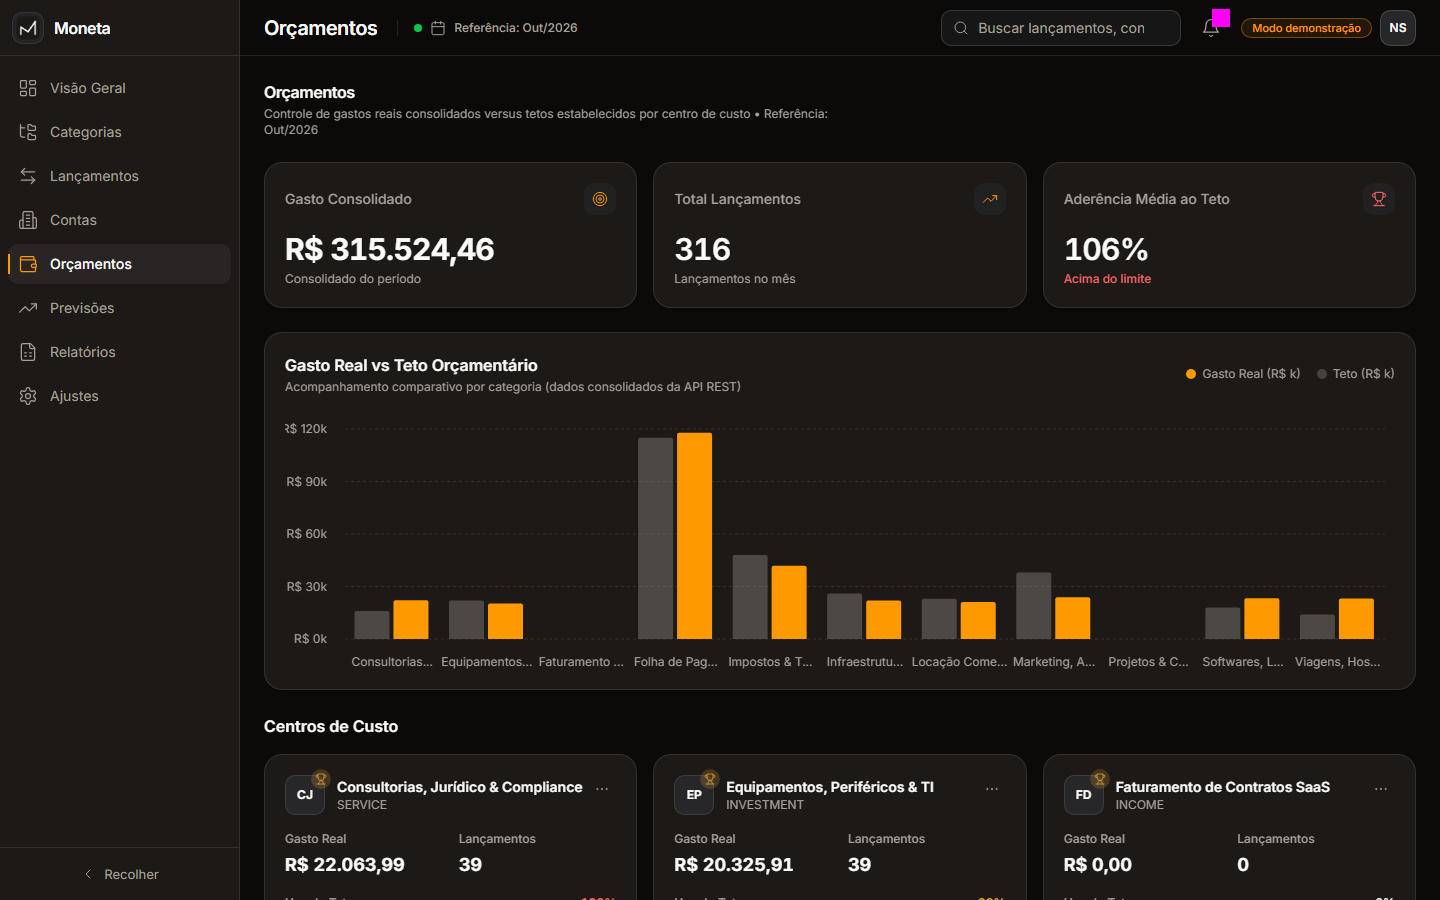 Moneta
Orçamentos
Referência: Out/2026
Buscar lançamentos, con
Modo demonstração
NS
Visão Geral
Categorias
Lançamentos
Contas
Orçamentos
Previsões
Relatórios
Ajustes
Recolher
Orçamentos
Controle de gastos reais consolidados versus tetos estabelecidos por centro de custo • Referência:
Out/2026
Gasto Consolidado
R$ 315.524,46
Consolidado do período
Total Lançamentos
316
Lançamentos no mês
Aderência Média ao Teto
106%
Acima do limite
Gasto Real vs Teto Orçamentário
Acompanhamento comparativo por categoria (dados consolidados da API REST)
Gasto Real (R$ k)
Teto (R$ k)
R$ 120k
R$ 90k
R$ 60k
R$ 30k
R$ 0k
Consultorias...
Equipamentos...
Faturamento ...
Folha de Pag...
Impostos & T...
Infraestrutu...
Locação Come...
Marketing, A...
Projetos & C...
Softwares, L...
Viagens, Hos...
Centros de Custo
CJ
Consultorias, Jurídico & Compliance
SERVICE
Gasto Real
Lançamentos
R$ 22.063,99
39
EP
Equipamentos, Periféricos & TI
INVESTMENT
Gasto Real
Lançamentos
R$ 20.325,91
39
FD
Faturamento de Contratos SaaS
INCOME
Gasto Real
Lançamentos
R$ 0,00
0